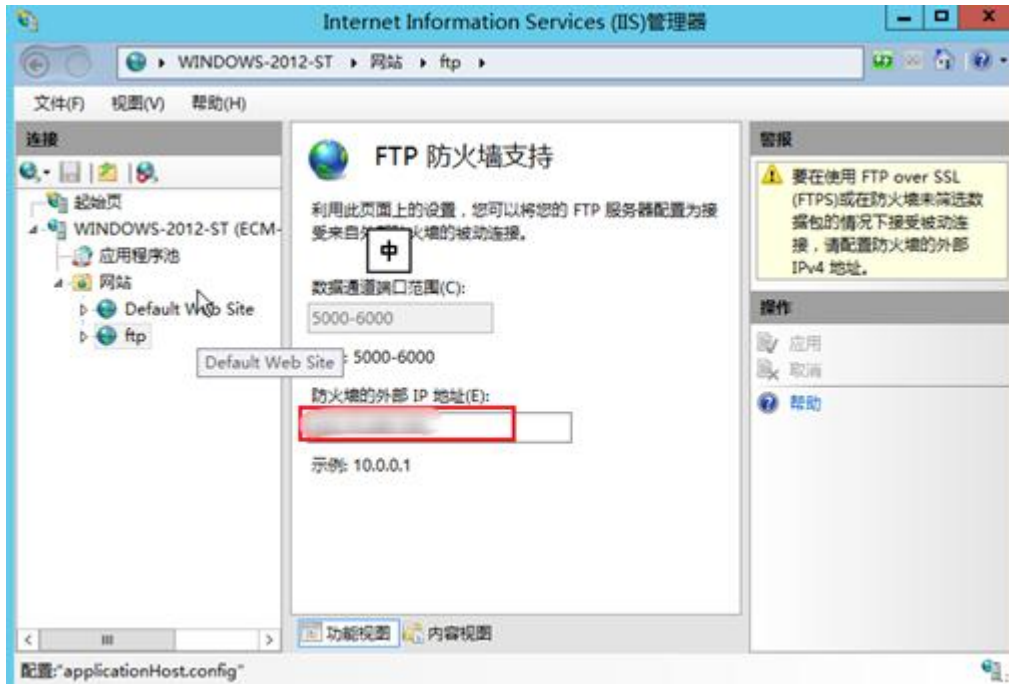 Internet Information Services (IIS)管理器
WINDOWS-2012-ST ▸ 网站 ▸ ftp ▸
文件(F) 视图(V) 帮助(H)
连接
起始页
WINDOWS-2012-ST (ECM-
应用程序池
网站
Default Web Site
ftp
Default Web Site
FTP 防火墙支持
利用此页面上的设置，您可以将您的 FTP 服务器配置为接
受来自外部防火墙的被动连接。
中
数据通道端口范围(C):
5000-6000
: 5000-6000
防火墙的外部 IP 地址(E):
示例: 10.0.0.1
功能视图 内容视图
警报
要在使用 FTP over SSL
(FTPS)或在防火墙未筛选数
据包的情况下接受被动连
接，请配置防火墙的外部
IPv4 地址。
操作
应用
取消
帮助
配置:"applicationHost.config"